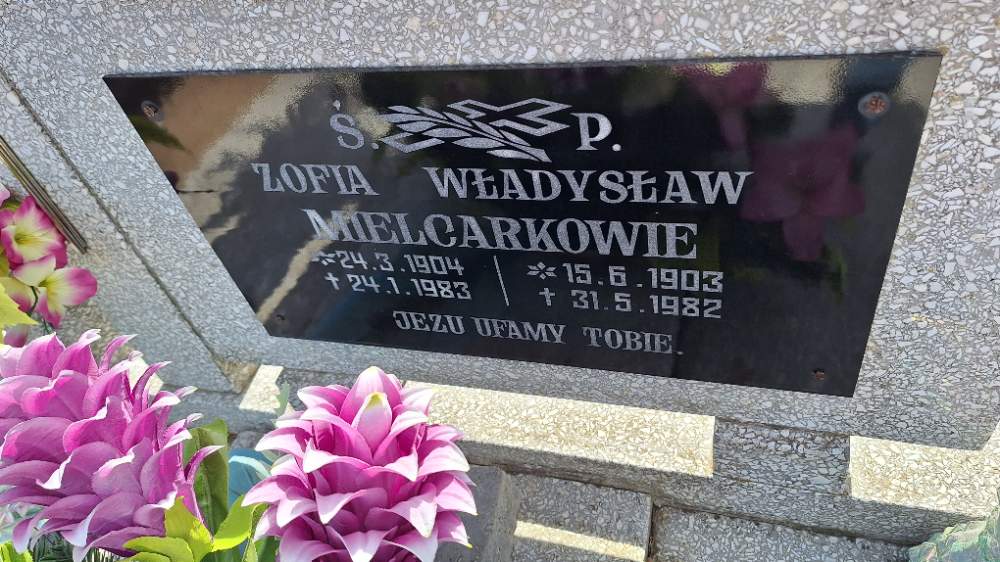 Ś. P.
ZOFIA WŁADYSŁAW
MIELCARKOWIE
* 24.3.1904 | * 15.6.1903
† 24.1.1983 | † 31.5.1982
JEZU UFAMY TOBIE.